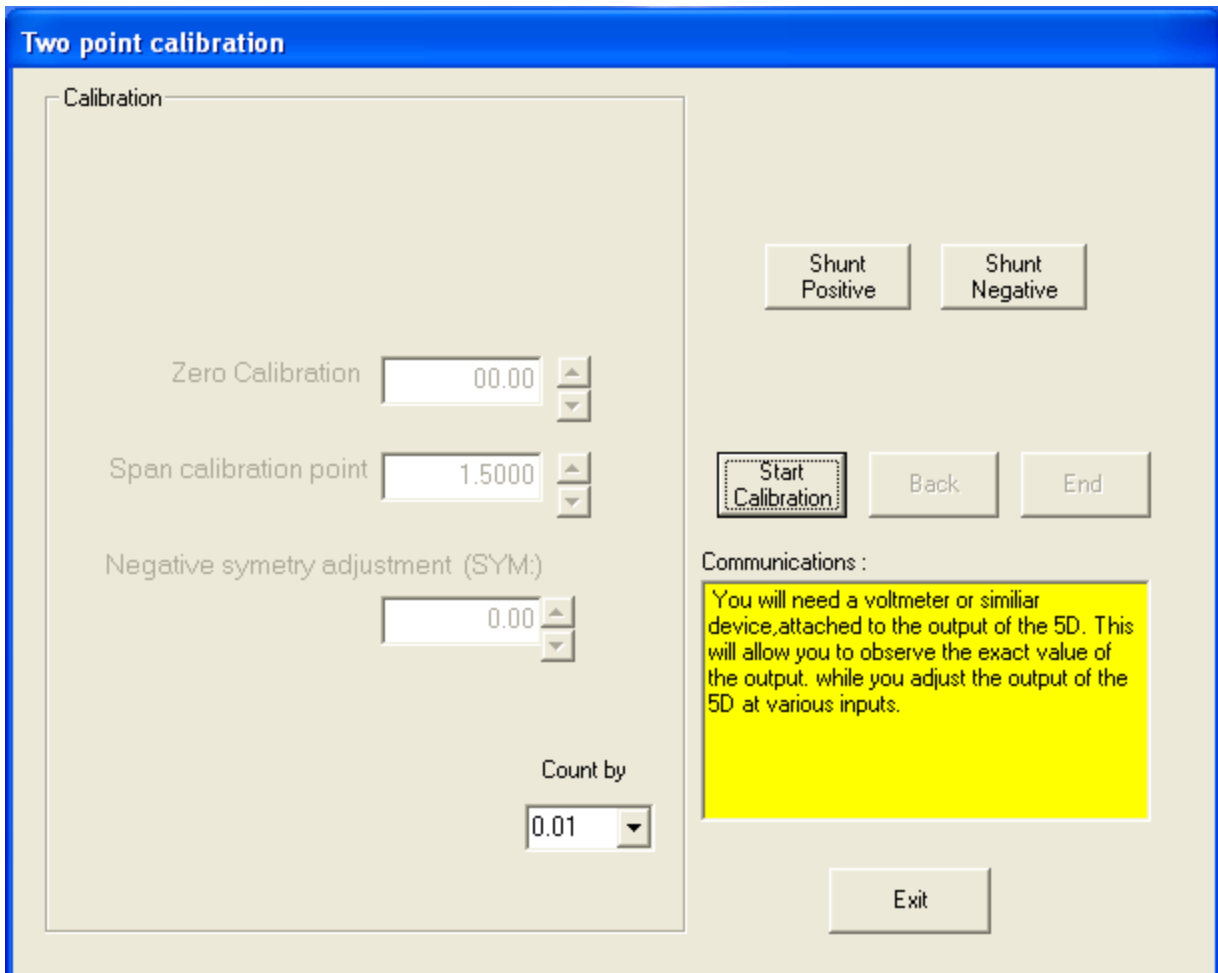 Two point calibration
Calibration
Shunt
Positive
Shunt
Negative
Zero Calibration
00.00
Span calibration point
1.5000
Start
Calibration
Back
End
Negative symetry adjustment (SYM:)
0.00
Communications :
You will need a voltmeter or similiar
device,attached to the output of the 5D. This
will allow you to observe the exact value of
the output. while you adjust the output of the
5D at various inputs.
Count by
0.01
Exit